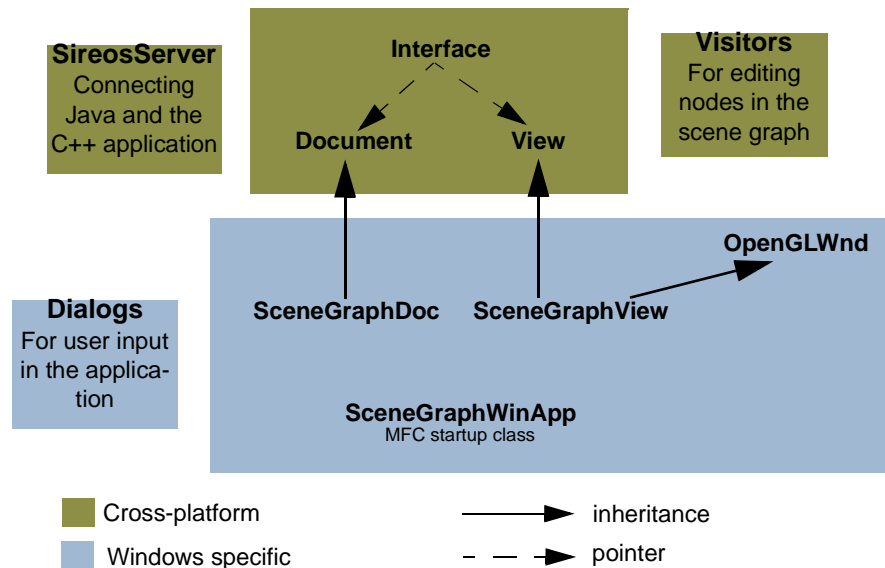 SireosServer
Connecting
Java and the
C++ application
Interface
Document
View
Visitors
For editing
nodes in the
scene graph
OpenGLWnd
SceneGraphDoc
SceneGraphView
Dialogs
For user input
in the applica-
tion
SceneGraphWinApp
MFC startup class
Cross-platform
inheritance
Windows specific
pointer